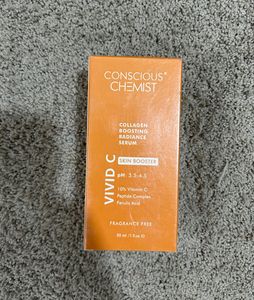 CONSCIOUS
CHEMIST
COLLAGEN
BOOSTING
RADIANCE
SERUM
VIVID C
SKIN BOOSTER
pH 3.5-4.5
10% Vitamin C
Peptide Complex
Ferulic Acid
FRAGRANCE FREE
30 ml / 1 fl oz ℮